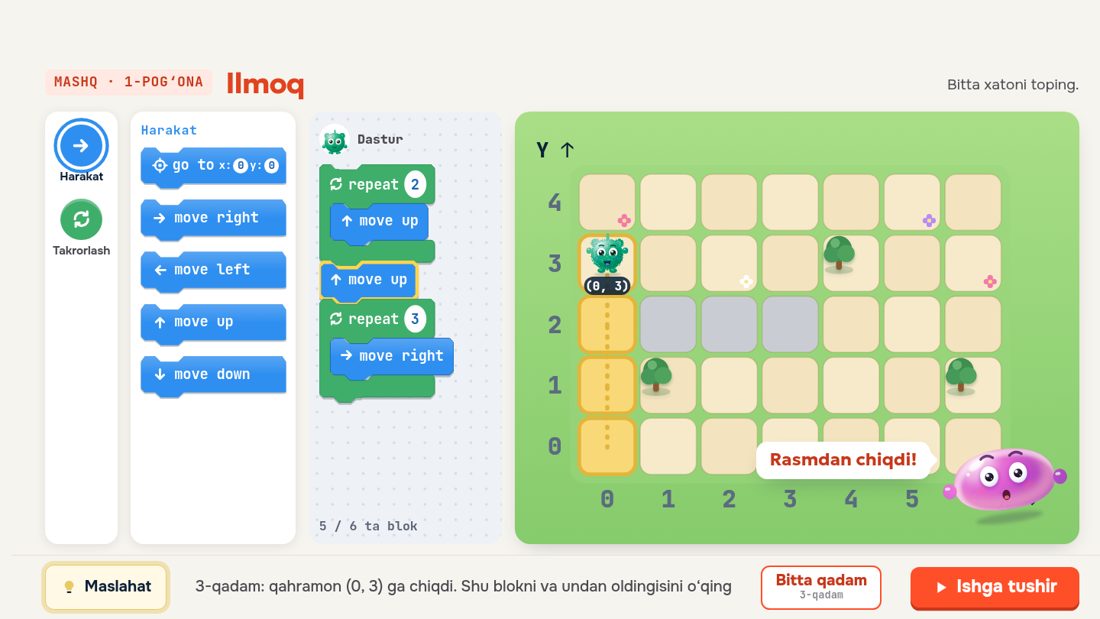 MASHQ · 1-POG‘ONA
Ilmoq
Bitta xatoni toping.
Harakat
Takrorlash
Harakat
go to x: 0 y: 0
move right
move left
move up
move down
Dastur
repeat 2
move up
move up
repeat 3
move right
5 / 6 ta blok
Y ↑
4
3
(0, 3)
2
1
0
Rasmdan chiqdi!
0 1 2 3 4 5
Maslahat
3-qadam: qahramon (0, 3) ga chiqdi. Shu blokni va undan oldingisini o‘qing
Bitta qadam
3-qadam
Ishga tushir